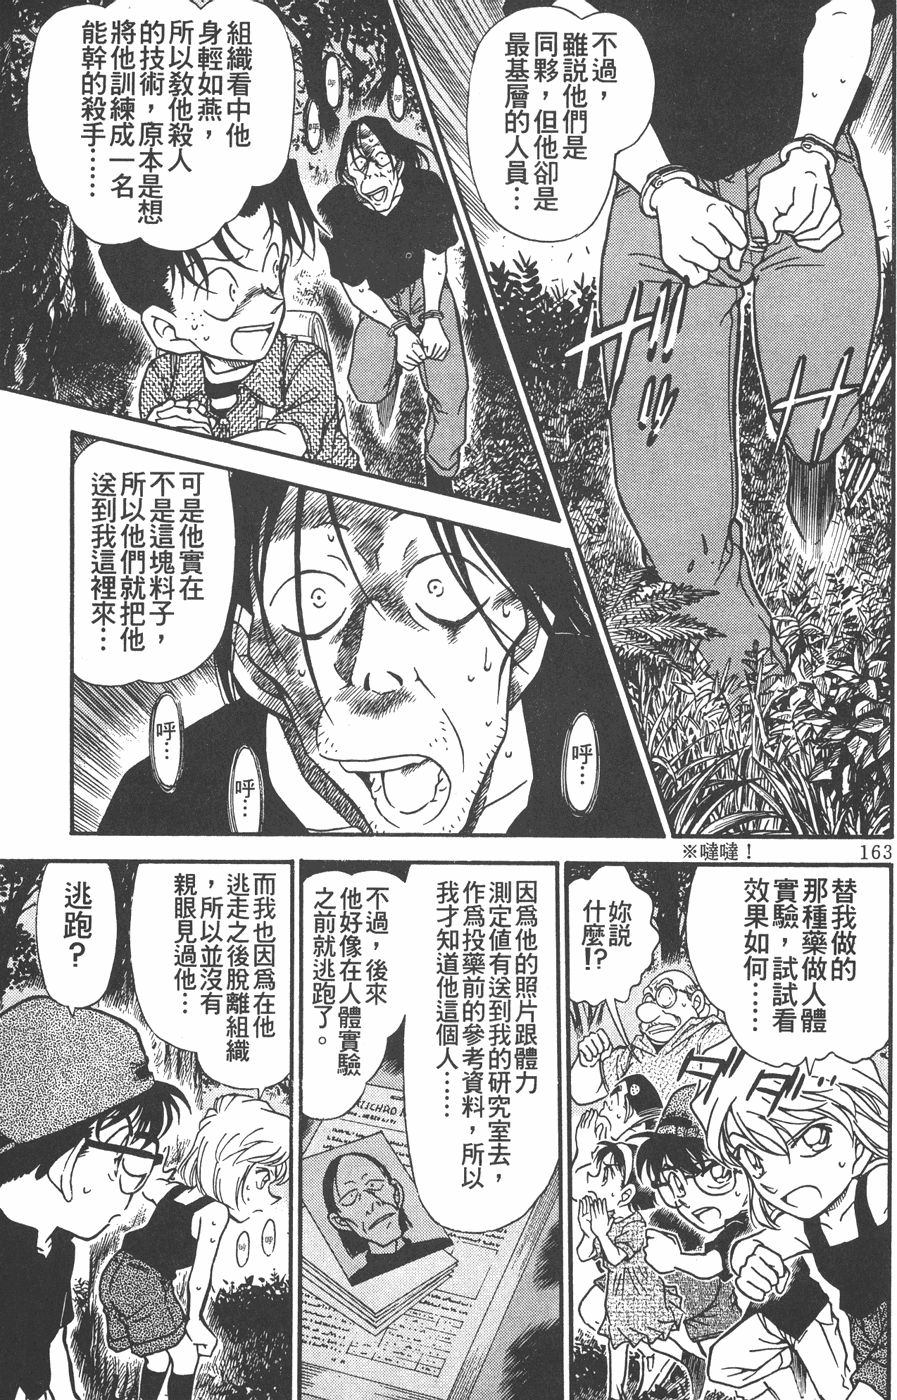 不過，
雖說他們是
同夥，但他卻是
最基層的人員…
組織看中他
身輕如燕，
所以教他殺人
的技術，原本是想
將他訓練成一名
能幹的殺手……
呼
呼
呼
可是他實在
不是這塊料子，
所以他們就把他
送到我這裡來…
呼
呼
呼
※噠噠！
163
替我做的
那種藥做人體
實驗，試試看
效果如何……
妳說
什麼!?
因為他的照片跟體力
測定值有送到我的研究室去，
作為投藥前的參考資料，所以
我才知道他這個人……
不過，後來
他好像在人體實驗
之前就逃跑了。
而我也因為在他
逃走之後脫離組織
，所以並沒有
親眼見過他…
逃跑？
呼
呼